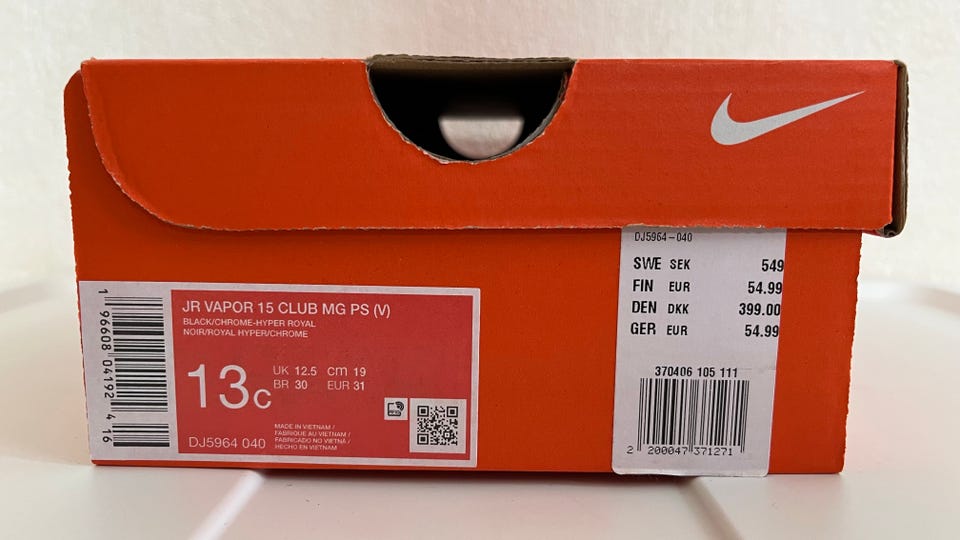 JR VAPOR 15 CLUB MG PS (V)
BLACK/CHROME-HYPER ROYAL
NOIR/ROYAL HYPER/CHROME
13C
UK 12.5 cm 19
BR 30 EUR 31
MADE IN VIETNAM /
FABRIQUE AU VIETNAM /
FABRICADO NO VIETNÃ /
HECHO EN VIETNAM
DJ5964 040
1 96608 04192 4 16
DJ5964-040
SWE SEK 549
FIN EUR 54.99
DEN DKK 399.00
GER EUR 54.99
370406 105 111
2 200047 371271